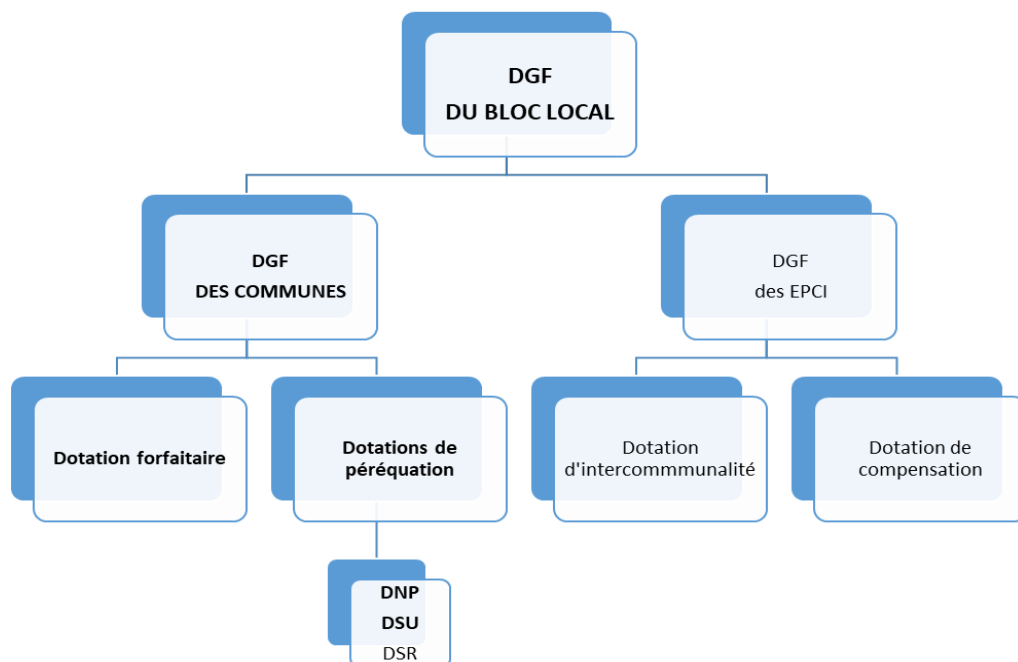 DGF
DU BLOC LOCAL
DGF
DES COMMUNES
DGF
des EPCI
Dotation forfaitaire
Dotations de
péréquation
Dotation
d'intercommmunalité
Dotation de
compensation
DNP
DSU
DSR